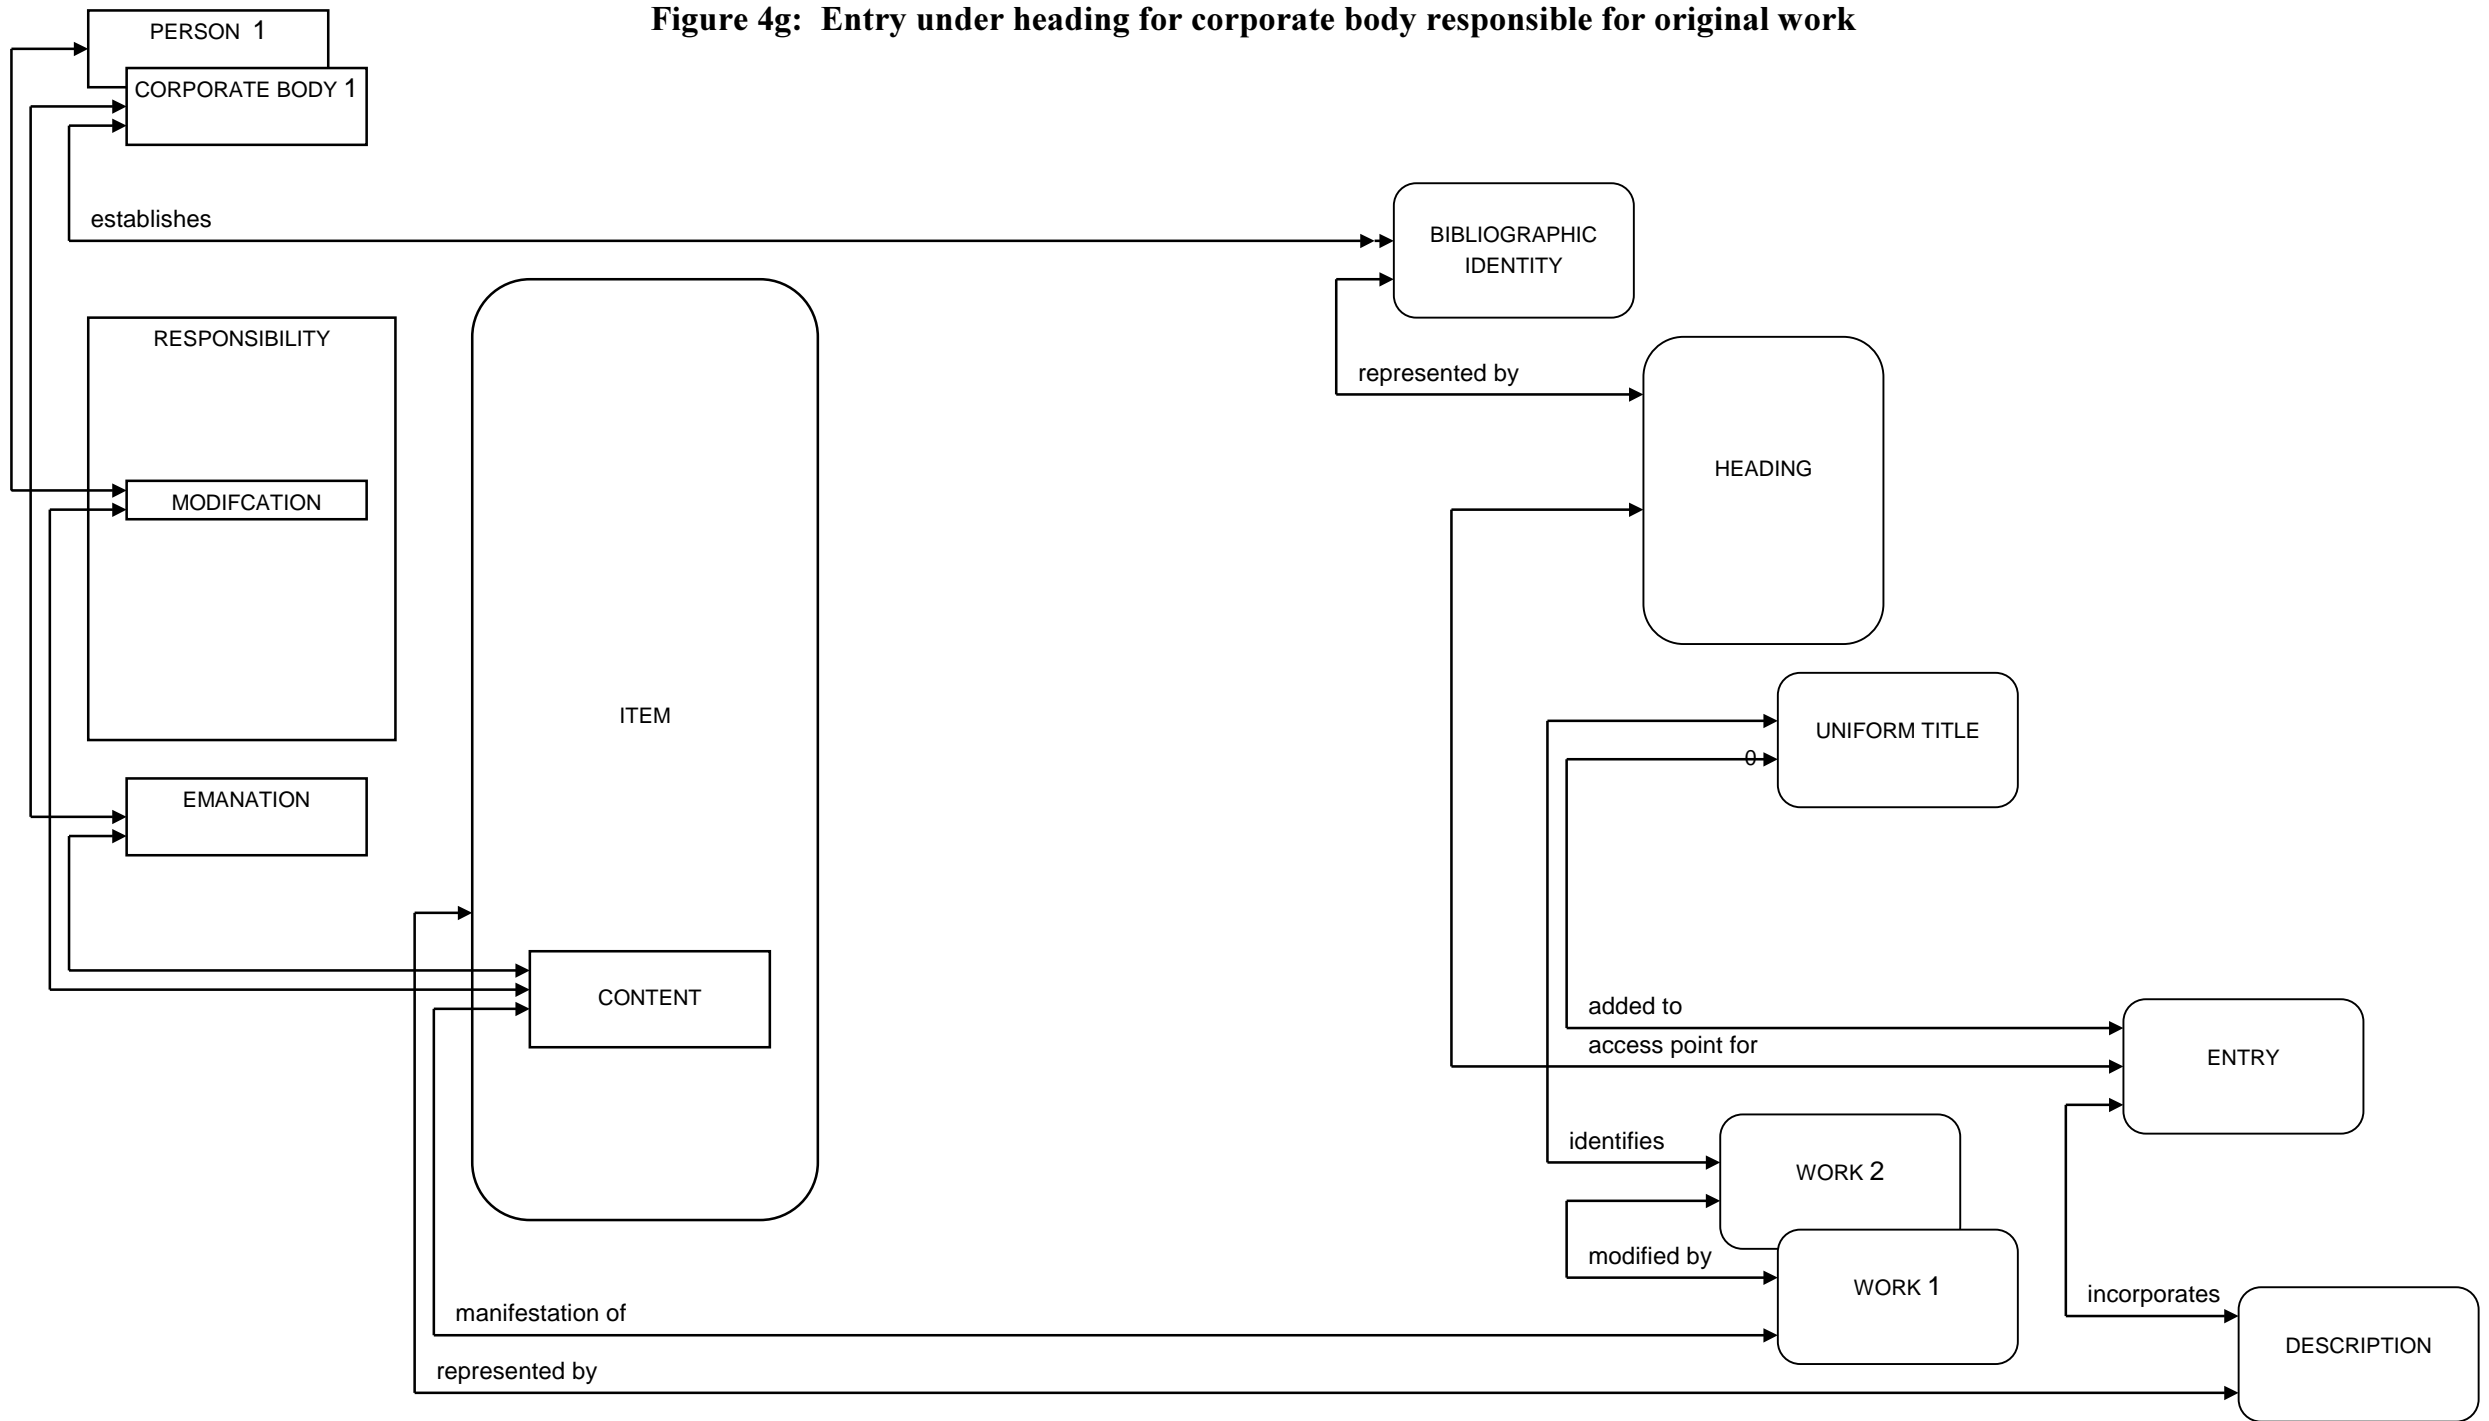 Figure 4g: Entry under heading for corporate body responsible for original work
PERSON 1
CORPORATE BODY 1
establishes
BIBLIOGRAPHIC
IDENTITY
RESPONSIBILITY
represented by
HEADING
MODIFCATION
ITEM
UNIFORM TITLE
0
EMANATION
CONTENT
added to
access point for
ENTRY
identifies
WORK 2
modified by
WORK 1
incorporates
manifestation of
DESCRIPTION
represented by